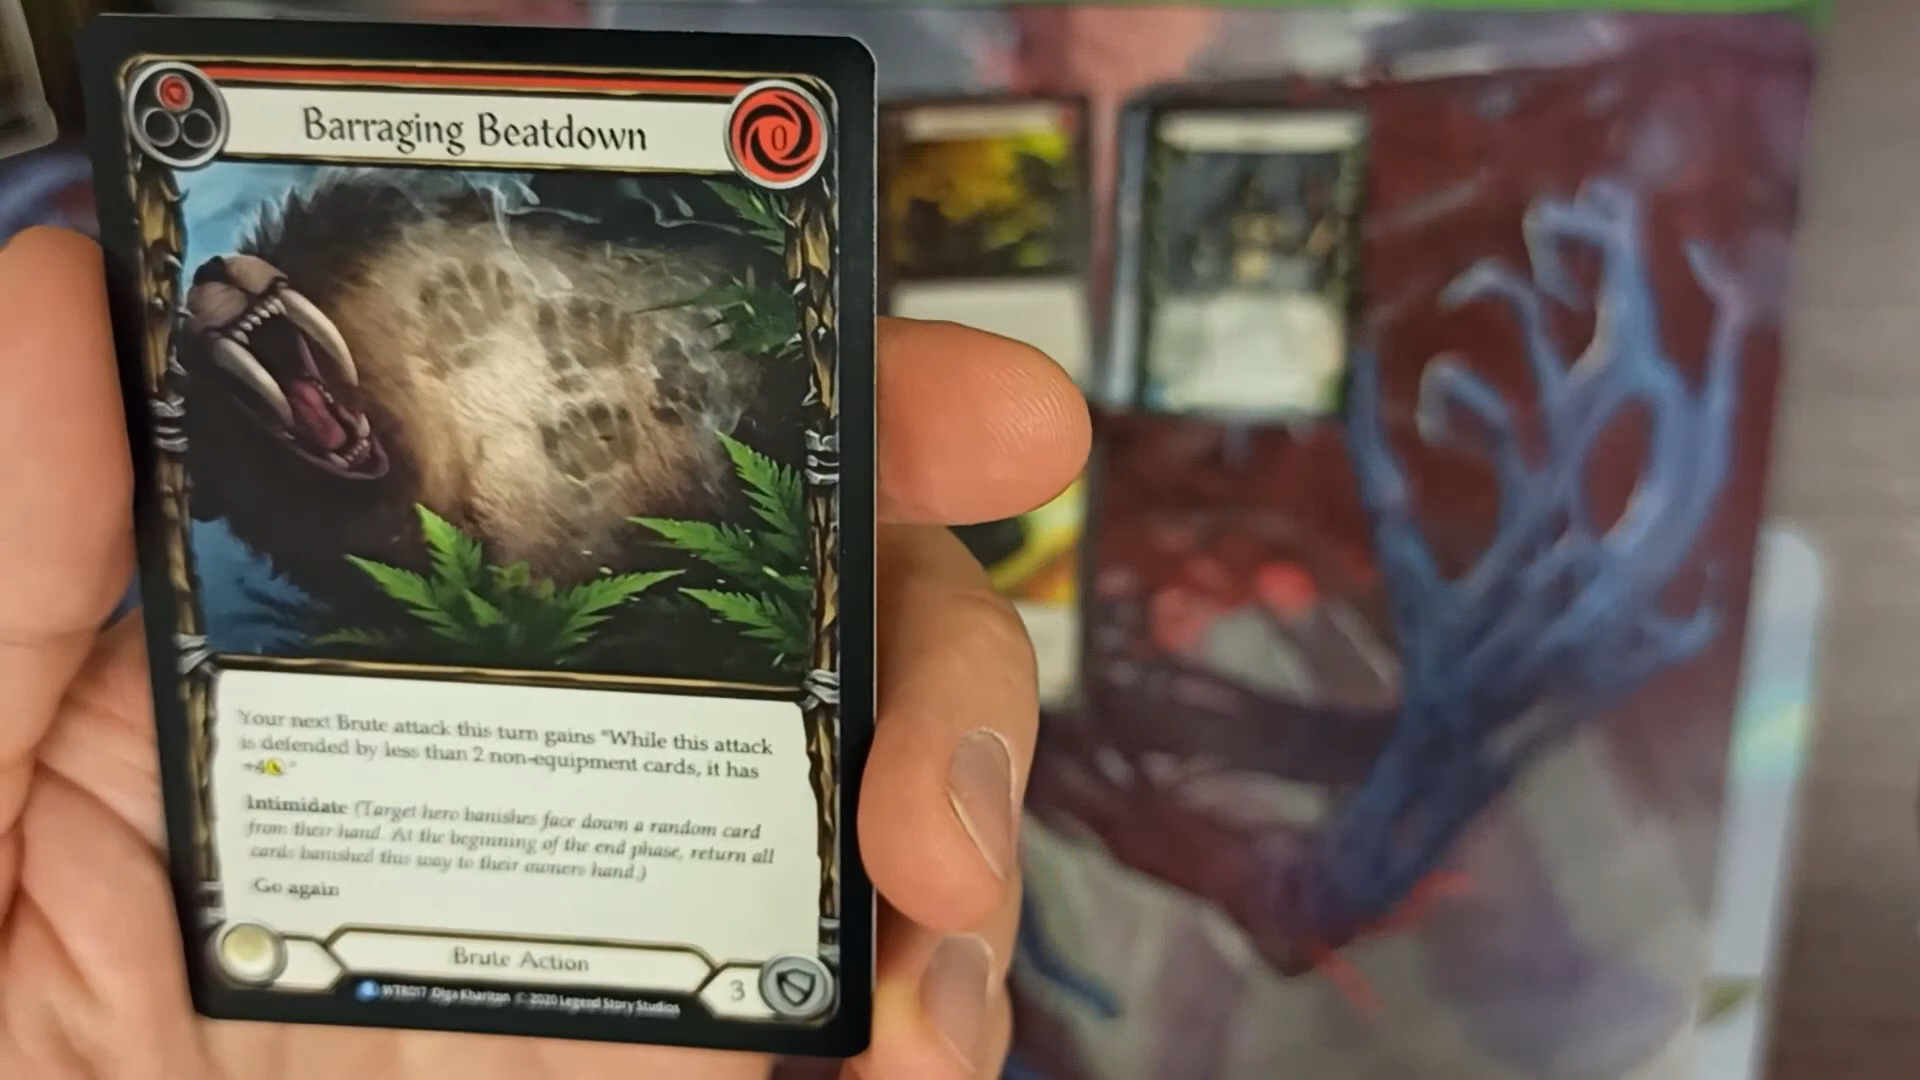 Barraging Beatdown
0
Your next Brute attack this turn gains "While this attack
is defended by less than 2 non-equipment cards, it has
+4 "
Intimidate (Target hero banishes face down a random card
from their hand. At the beginning of the end phase, return all
cards banished this way to their owners hand.)
Go again
Brute Action
3
WTR017 Olga Khariton © 2020 Legend Story Studios